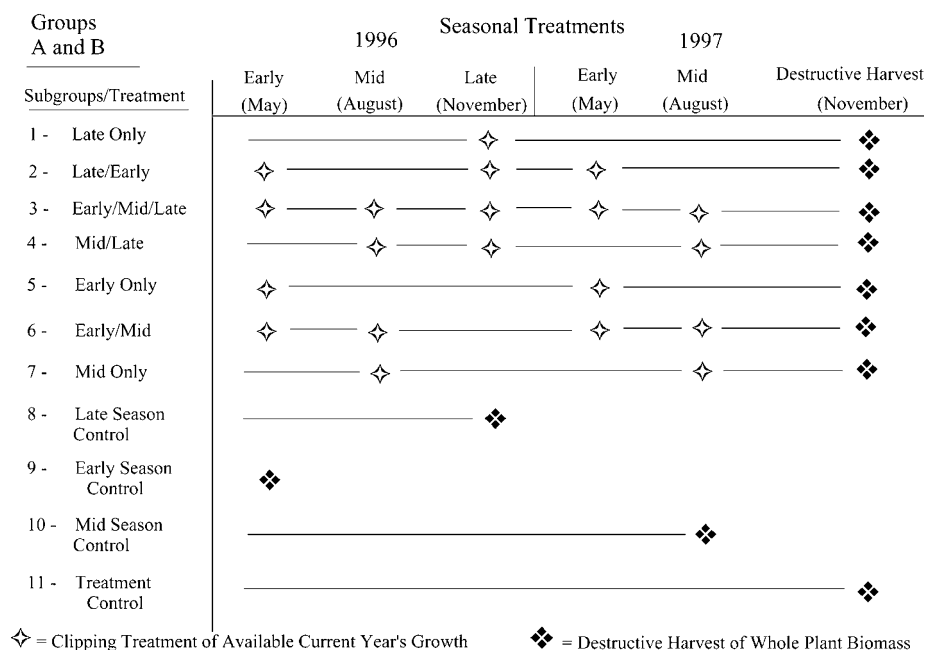 Groups
A and B
Seasonal Treatments
1996
1997
Subgroups/Treatment
Early
(May)
Mid
(August)
Late
(November)
Early
(May)
Mid
(August)
Destructive Harvest
(November)
1 - Late Only
2 - Late/Early
3 - Early/Mid/Late
4 - Mid/Late
5 - Early Only
6 - Early/Mid
7 - Mid Only
8 - Late Season
Control
9 - Early Season
Control
10 - Mid Season
Control
11 - Treatment
Control
= Clipping Treatment of Available Current Year's Growth
= Destructive Harvest of Whole Plant Biomass